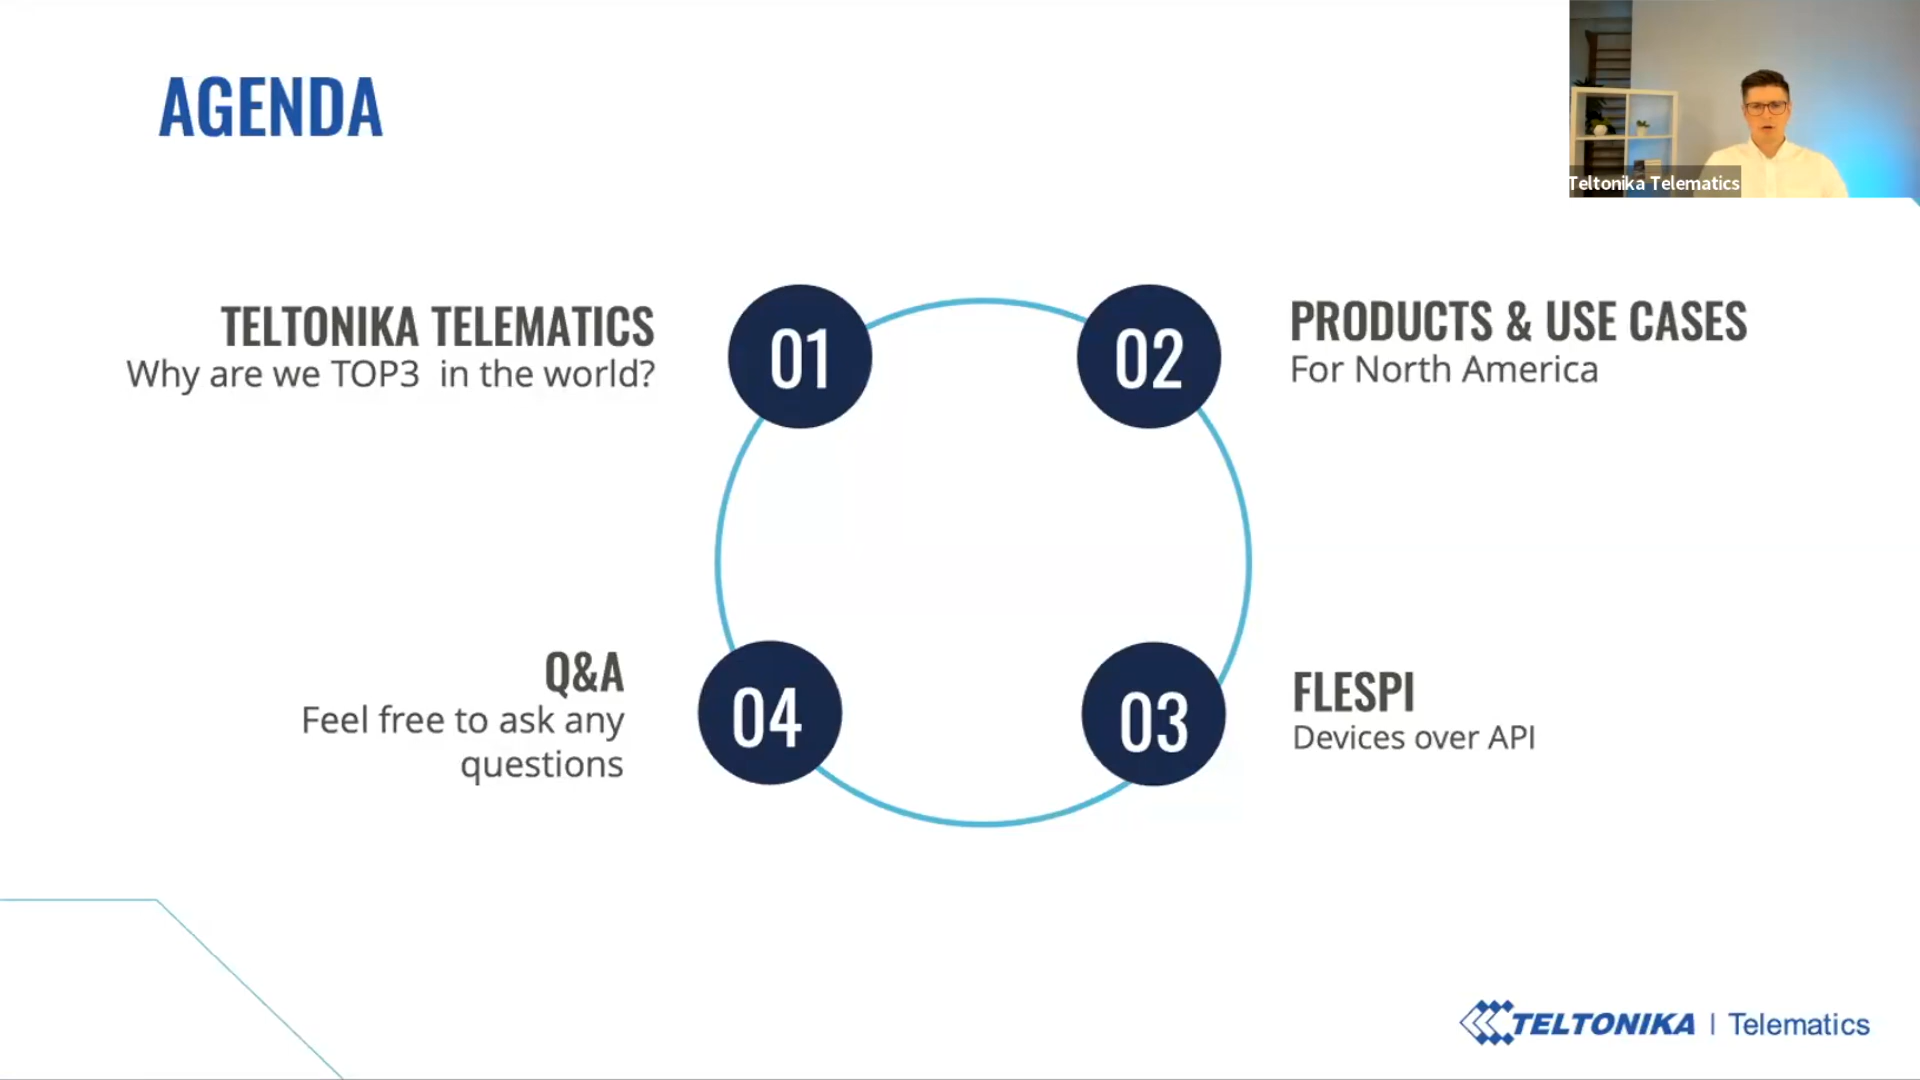 AGENDA
Teltonika Telematics
TELTONIKA TELEMATICS
Why are we TOP3  in the world?
01
02
PRODUCTS & USE CASES
For North America
Q&A
Feel free to ask any
questions
04
03
FLESPI
Devices over API
TELTONIKA | Telematics